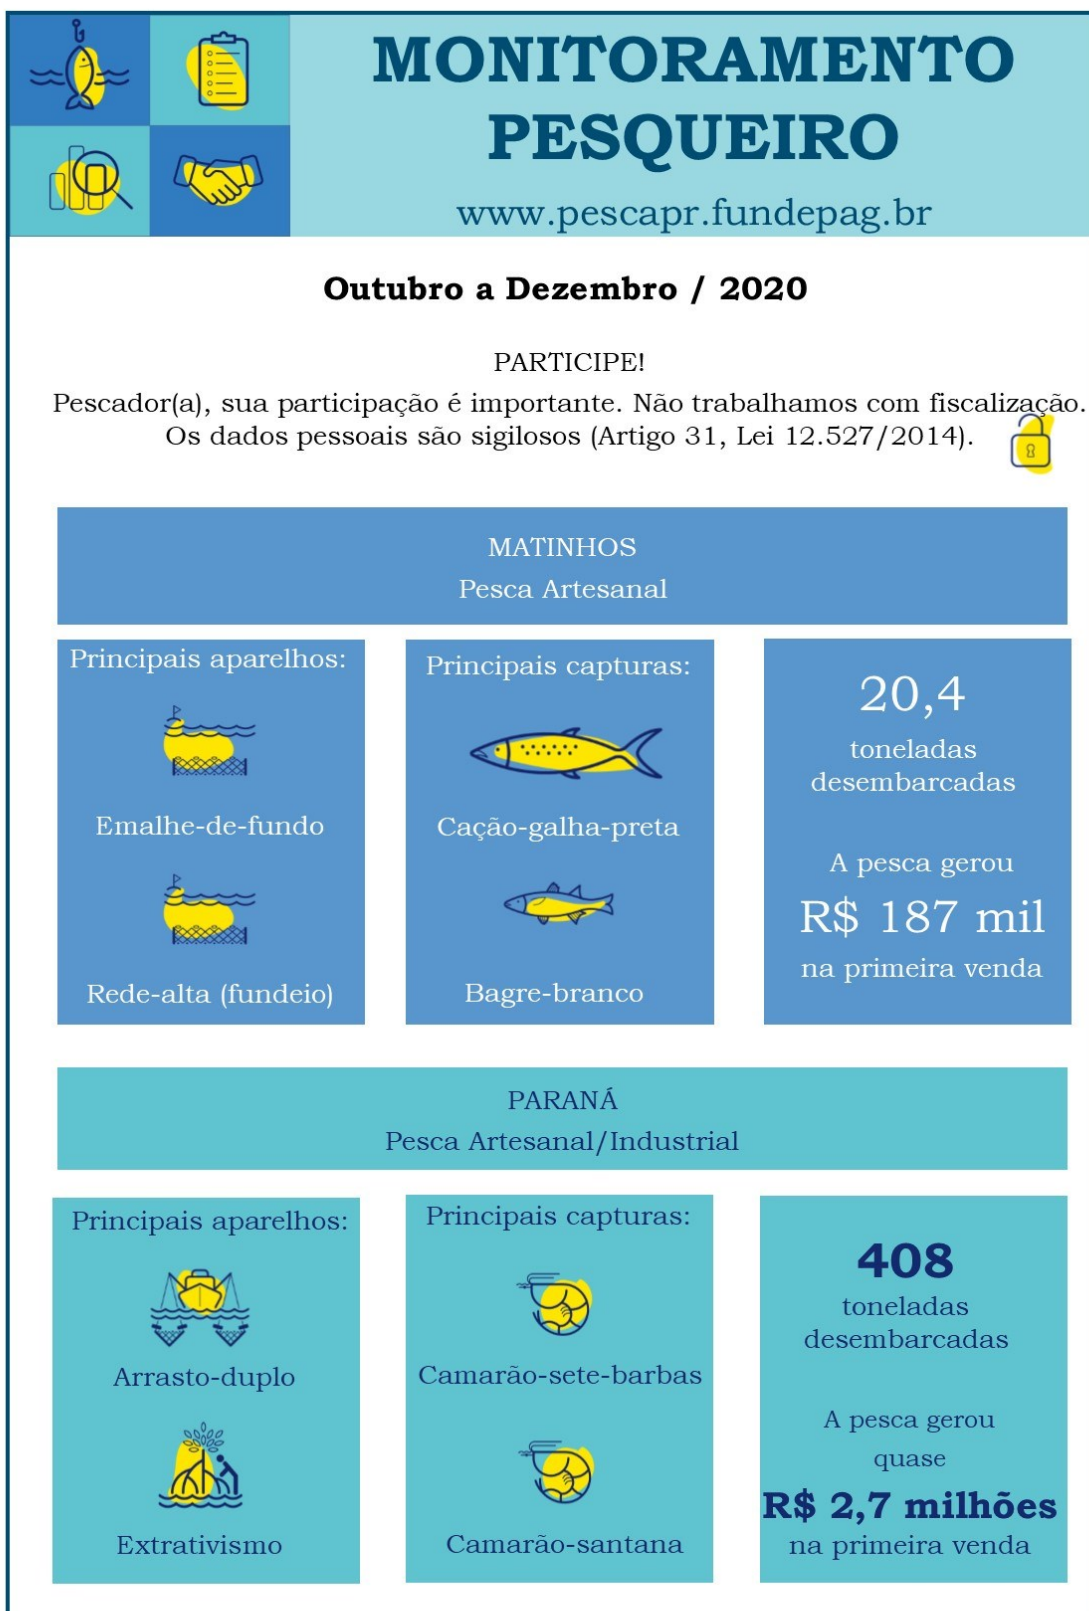 MONITORAMENTO
PESQUEIRO
www.pescapr.fundepag.br
Outubro a Dezembro / 2020
PARTICIPE!
Pescador(a), sua participação é importante. Não trabalhamos com fiscalização.
Os dados pessoais são sigilosos (Artigo 31, Lei 12.527/2014).
MATINHOS
Pesca Artesanal
Principais aparelhos:
Emalhe-de-fundo
Rede-alta (fundeio)
Principais capturas:
Cação-galha-preta
Bagre-branco
20,4
toneladas
desembarcadas
A pesca gerou
R$ 187 mil
na primeira venda
PARANÁ
Pesca Artesanal/Industrial
Principais aparelhos:
Arrasto-duplo
Extrativismo
Principais capturas:
Camarão-sete-barbas
Camarão-santana
408
toneladas
desembarcadas
A pesca gerou
quase
R$ 2,7 milhões
na primeira venda